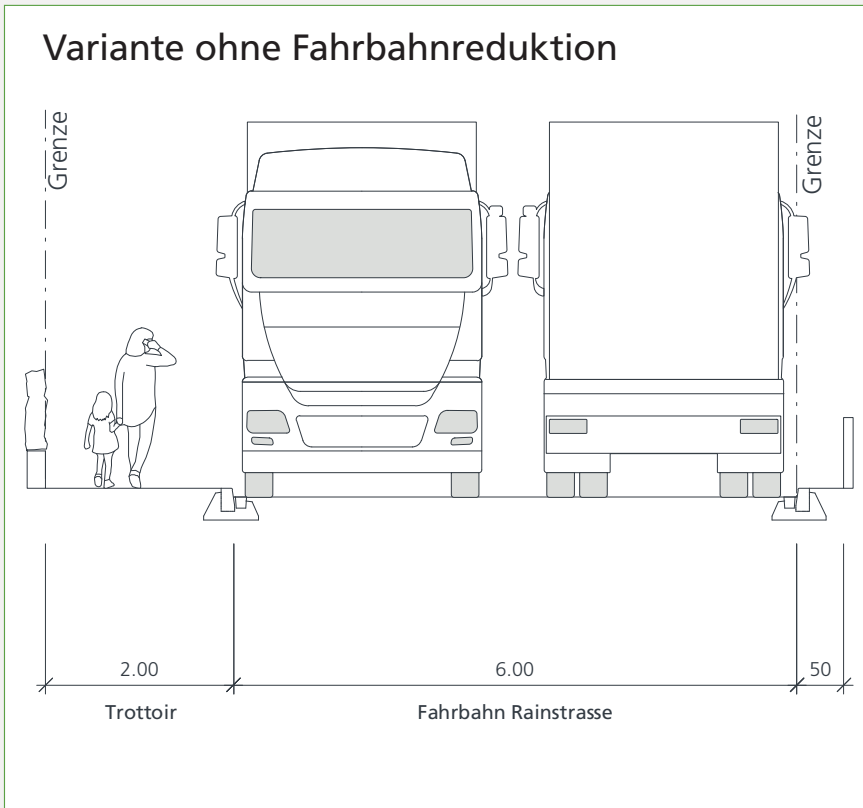 Variante ohne Fahrbahnreduktion
Grenze
Grenze
2.00
6.00
50
Trottoir
Fahrbahn Rainstrasse